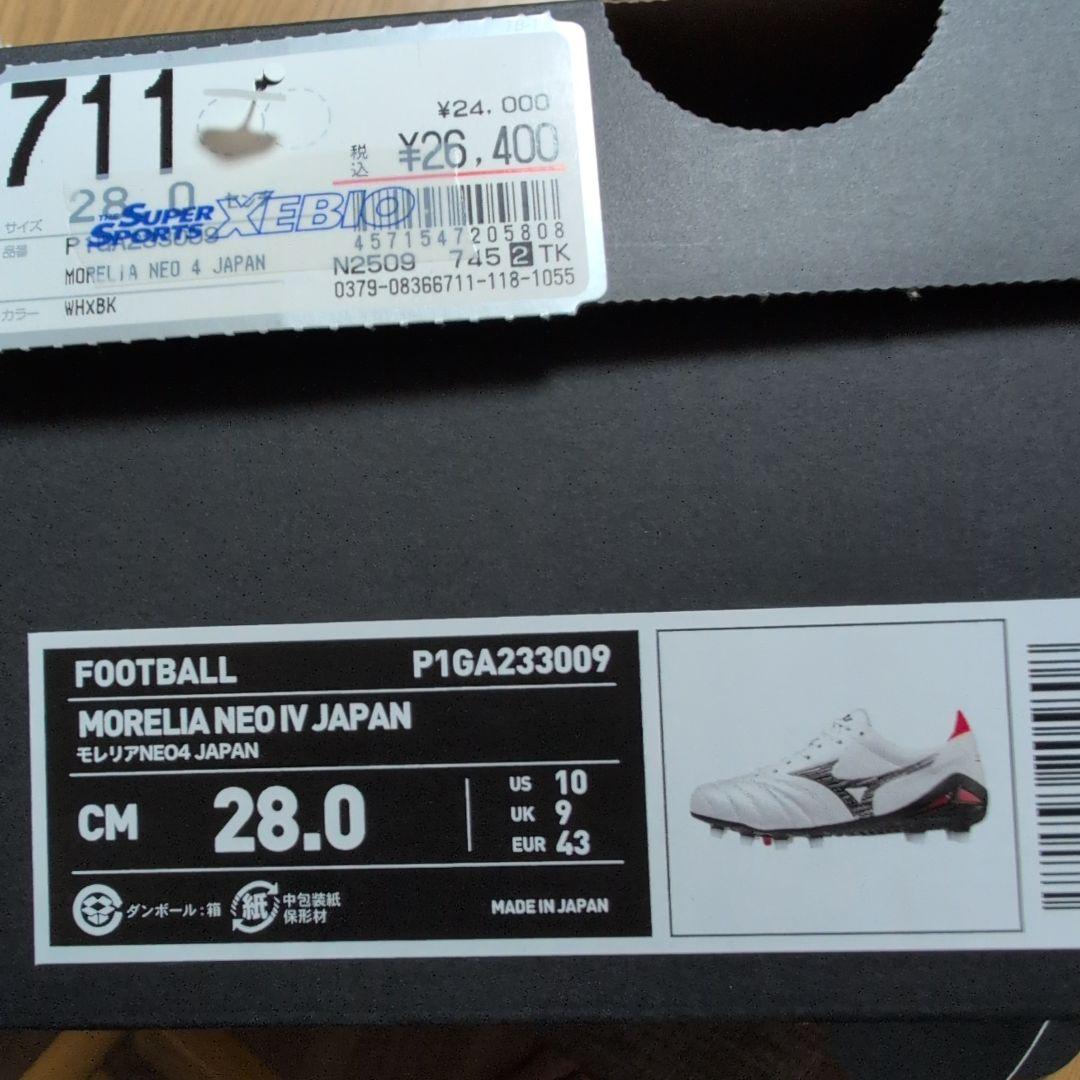 711
¥24,000
税込 ¥26,400
サイズ 28.0 センチ
THE SUPER SPORTS XEBIO
品番 P1GA233009
4571547205808
MORELIA NEO 4 JAPAN
N2509 745 2 TK
カラー WHXBK
0379-08366711-118-1055
FOOTBALL P1GA233009
MORELIA NEO IV JAPAN
モレリアNEO4 JAPAN
CM 28.0
US 10
UK 9
EUR 43
ダンボール:箱
紙 中包装紙
保形材
MADE IN JAPAN